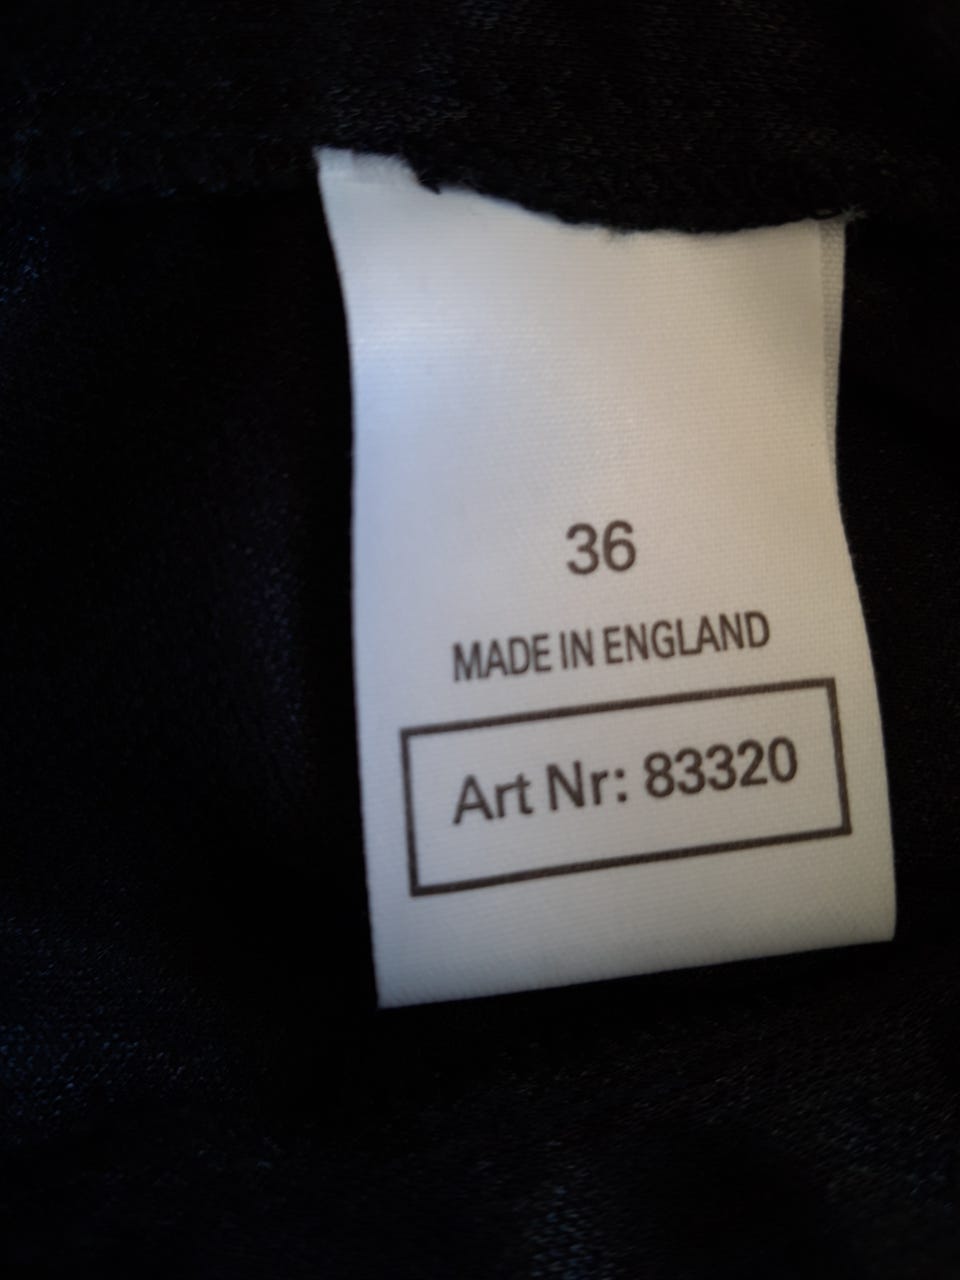 36
MADE IN ENGLAND
Art Nr: 83320